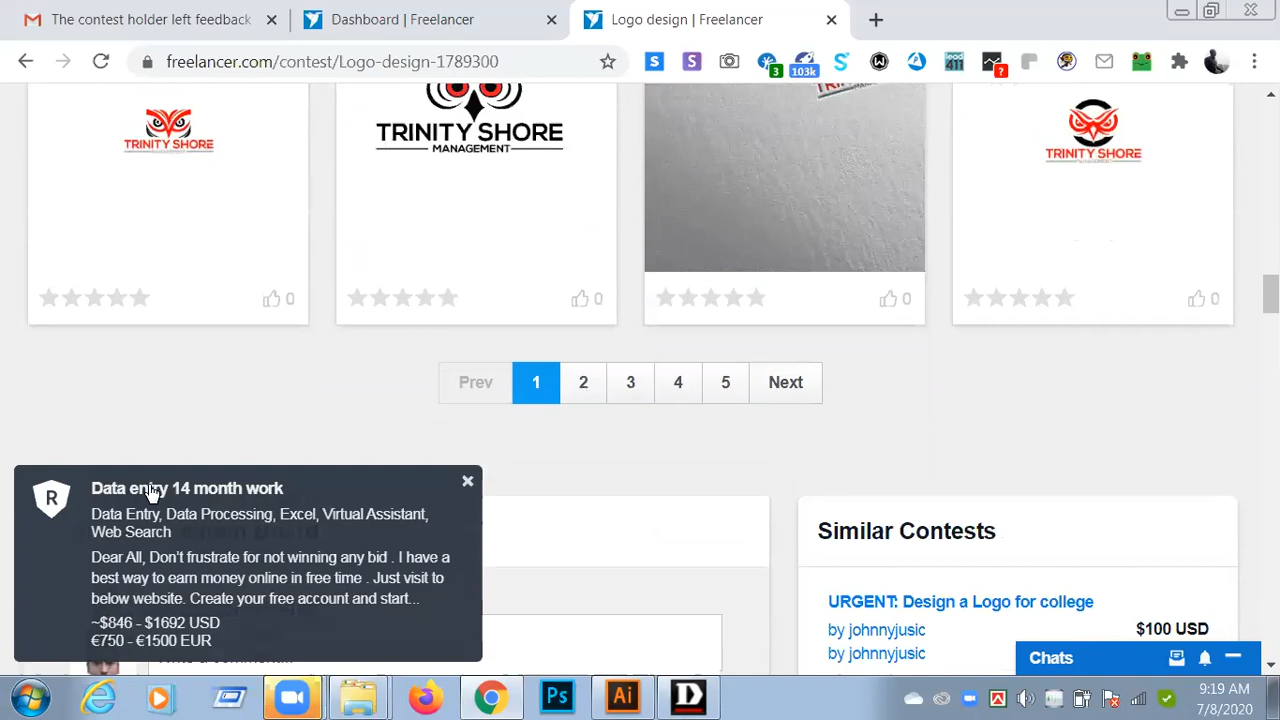 The contest holder left feedback
Dashboard | Freelancer
Logo design | Freelancer
freelancer.com/contest/Logo-design-1789300
3
103k
lead
411
?
TRINITY SHORE
TRINITY SHORE
MANAGEMENT
TRINITY SHORE
0
0
0
0
Prev
1
2
3
4
5
Next
R
Data entry 14 month work
Data Entry, Data Processing, Excel, Virtual Assistant,
Web Search
Dear All, Don't frustrate for not winning any bid . I have a
best way to earn money online in free time . Just visit to
below website. Create your free account and start...
~$846 - $1692 USD
€750 - €1500 EUR
Similar Contests
URGENT: Design a Logo for college
by johnnyjusic
$100 USD
by johnnyjusic
Chats
Ps
Ai
D
9:19 AM
7/8/2020